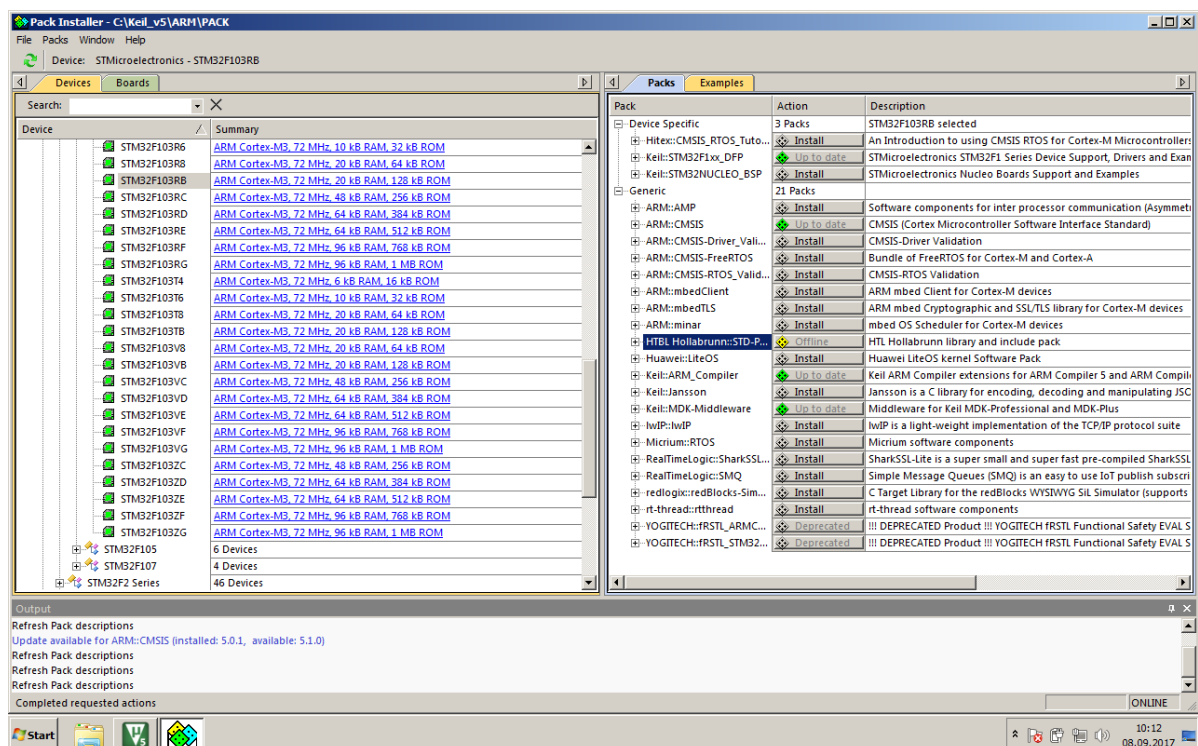 Pack Installer - C:\Keil_v5\ARM\PACK
File Packs Window Help
Device: STMicroelectronics - STM32F103RB
Devices Boards
Search:
Device Summary
STM32F103R6 ARM Cortex-M3, 72 MHz, 10 kB RAM, 32 kB ROM
STM32F103R8 ARM Cortex-M3, 72 MHz, 20 kB RAM, 64 kB ROM
STM32F103RB ARM Cortex-M3, 72 MHz, 20 kB RAM, 128 kB ROM
STM32F103RC ARM Cortex-M3, 72 MHz, 48 kB RAM, 256 kB ROM
STM32F103RD ARM Cortex-M3, 72 MHz, 64 kB RAM, 384 kB ROM
STM32F103RE ARM Cortex-M3, 72 MHz, 64 kB RAM, 512 kB ROM
STM32F103RF ARM Cortex-M3, 72 MHz, 96 kB RAM, 768 kB ROM
STM32F103RG ARM Cortex-M3, 72 MHz, 96 kB RAM, 1 MB ROM
STM32F103T4 ARM Cortex-M3, 72 MHz, 6 kB RAM, 16 kB ROM
STM32F103T6 ARM Cortex-M3, 72 MHz, 10 kB RAM, 32 kB ROM
STM32F103T8 ARM Cortex-M3, 72 MHz, 20 kB RAM, 64 kB ROM
STM32F103TB ARM Cortex-M3, 72 MHz, 20 kB RAM, 128 kB ROM
STM32F103V8 ARM Cortex-M3, 72 MHz, 20 kB RAM, 64 kB ROM
STM32F103VB ARM Cortex-M3, 72 MHz, 20 kB RAM, 128 kB ROM
STM32F103VC ARM Cortex-M3, 72 MHz, 48 kB RAM, 256 kB ROM
STM32F103VD ARM Cortex-M3, 72 MHz, 64 kB RAM, 384 kB ROM
STM32F103VE ARM Cortex-M3, 72 MHz, 64 kB RAM, 512 kB ROM
STM32F103VF ARM Cortex-M3, 72 MHz, 96 kB RAM, 768 kB ROM
STM32F103VG ARM Cortex-M3, 72 MHz, 96 kB RAM, 1 MB ROM
STM32F103ZC ARM Cortex-M3, 72 MHz, 48 kB RAM, 256 kB ROM
STM32F103ZD ARM Cortex-M3, 72 MHz, 64 kB RAM, 384 kB ROM
STM32F103ZE ARM Cortex-M3, 72 MHz, 64 kB RAM, 512 kB ROM
STM32F103ZF ARM Cortex-M3, 72 MHz, 96 kB RAM, 768 kB ROM
STM32F103ZG ARM Cortex-M3, 72 MHz, 96 kB RAM, 1 MB ROM
STM32F105 6 Devices
STM32F107 4 Devices
STM32F2 Series 46 Devices
Packs Examples
Pack Action Description
Device Specific 3 Packs STM32F103RB selected
Hitex::CMSIS_RTOS_Tuto... Install An Introduction to using CMSIS RTOS for Cortex-M Microcontrollers
Keil::STM32F1xx_DFP Up to date STMicroelectronics STM32F1 Series Device Support, Drivers and Exan
Keil::STM32NUCLEO_BSP Install STMicroelectronics Nucleo Boards Support and Examples
Generic 21 Packs
ARM::AMP Install Software components for inter processor communication (Asymmetri
ARM::CMSIS Up to date CMSIS (Cortex Microcontroller Software Interface Standard)
ARM::CMSIS-Driver_Vali... Install CMSIS-Driver Validation
ARM::CMSIS-FreeRTOS Install Bundle of FreeRTOS for Cortex-M and Cortex-A
ARM::CMSIS-RTOS_Valid... Install CMSIS-RTOS Validation
ARM::mbedClient Install ARM mbed Client for Cortex-M devices
ARM::mbedTLS Install ARM mbed Cryptographic and SSL/TLS library for Cortex-M devices
ARM::minar Install mbed OS Scheduler for Cortex-M devices
HTBL Hollabrunn::STD-P... Offline HTL Hollabrunn library and include pack
Huawei::LiteOS Install Huawei LiteOS kernel Software Pack
Keil::ARM_Compiler Up to date Keil ARM Compiler extensions for ARM Compiler 5 and ARM Compil
Keil::Jansson Install Jansson is a C library for encoding, decoding and manipulating JSC
Keil::MDK-Middleware Up to date Middleware for Keil MDK-Professional and MDK-Plus
lwIP::lwIP Install lwIP is a light-weight implementation of the TCP/IP protocol suite
Micrium::RTOS Install Micrium software components
RealTimeLogic::SharkSSL... Install SharkSSL-Lite is a super small and super fast pre-compiled SharkSSL
RealTimeLogic::SMQ Install Simple Message Queues (SMQ) is an easy to use IoT publish subscri
redlogix::redBlocks-Sim... Install C Target Library for the redBlocks WYSIWYG SiL Simulator (supports
rt-thread::rtthread Install rt-thread software components
YOGITECH::fRSTL_ARMC... Deprecated !!! DEPRECATED Product !!! YOGITECH fRSTL Functional Safety EVAL S
YOGITECH::fRSTL_STM32... Deprecated !!! DEPRECATED Product !!! YOGITECH fRSTL Functional Safety EVAL S
Output
Refresh Pack descriptions
Update available for ARM::CMSIS (installed: 5.0.1, available: 5.1.0)
Refresh Pack descriptions
Refresh Pack descriptions
Refresh Pack descriptions
Completed requested actions ONLINE
Start 10:12
08.09.2017